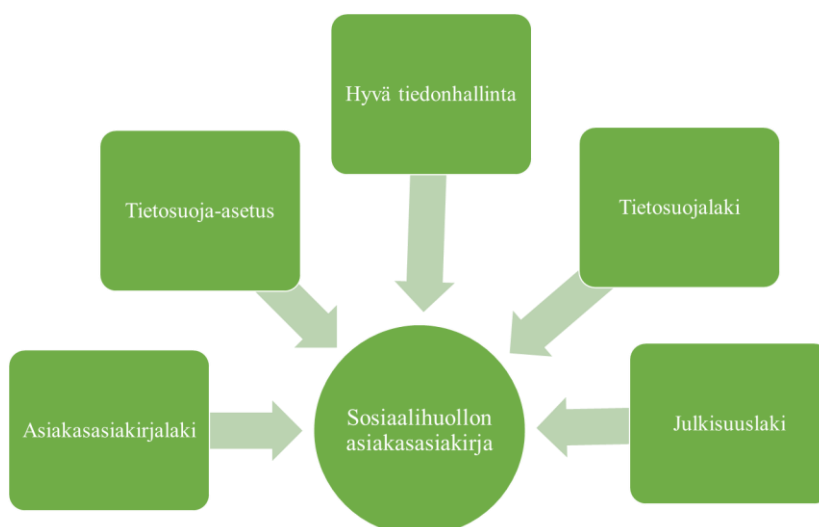 Hyvä tiedonhallinta
Tietosuoja-asetus
Tietosuojalaki
Asiakasasiakirjalaki
Sosiaalihuollon
asiakasasiakirja
Julkisuuslaki